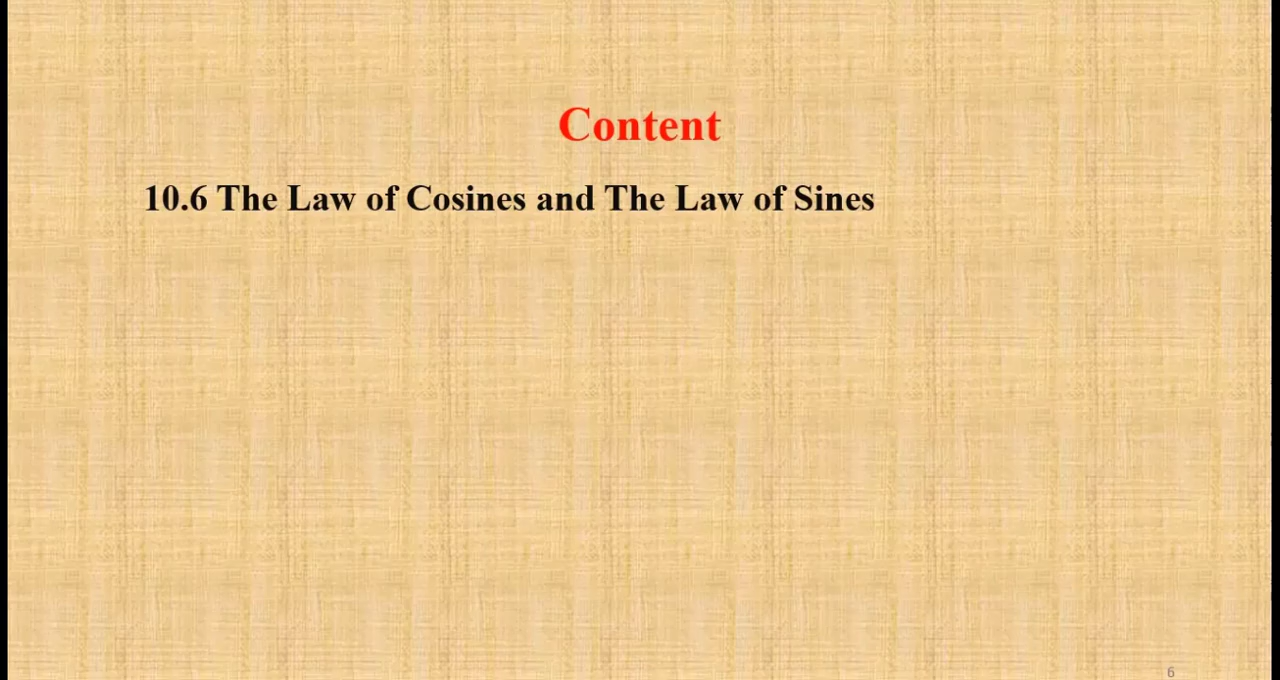 Content
10.6 The Law of Cosines and The Law of Sines
6